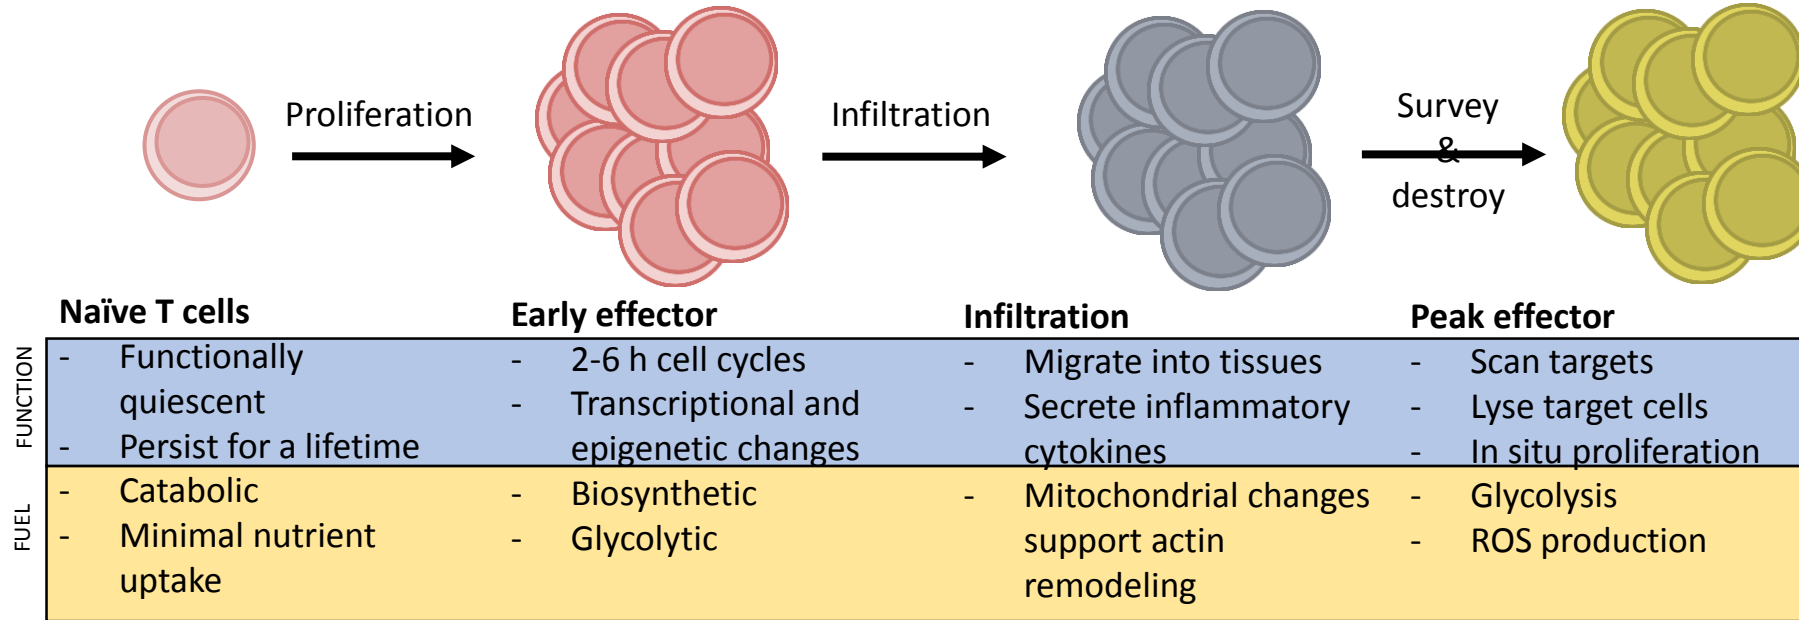 Proliferation
Infiltration
Survey
&
destroy
Naïve T cells
Early effector
Infiltration
Peak effector
FUNCTION
- Functionally
quiescent
- Persist for a lifetime
- 2-6 h cell cycles
- Transcriptional and
epigenetic changes
- Migrate into tissues
- Secrete inflammatory
cytokines
- Scan targets
- Lyse target cells
- In situ proliferation
FUEL
- Catabolic
- Minimal nutrient
uptake
- Biosynthetic
- Glycolytic
- Mitochondrial changes
support actin
remodeling
- Glycolysis
- ROS production